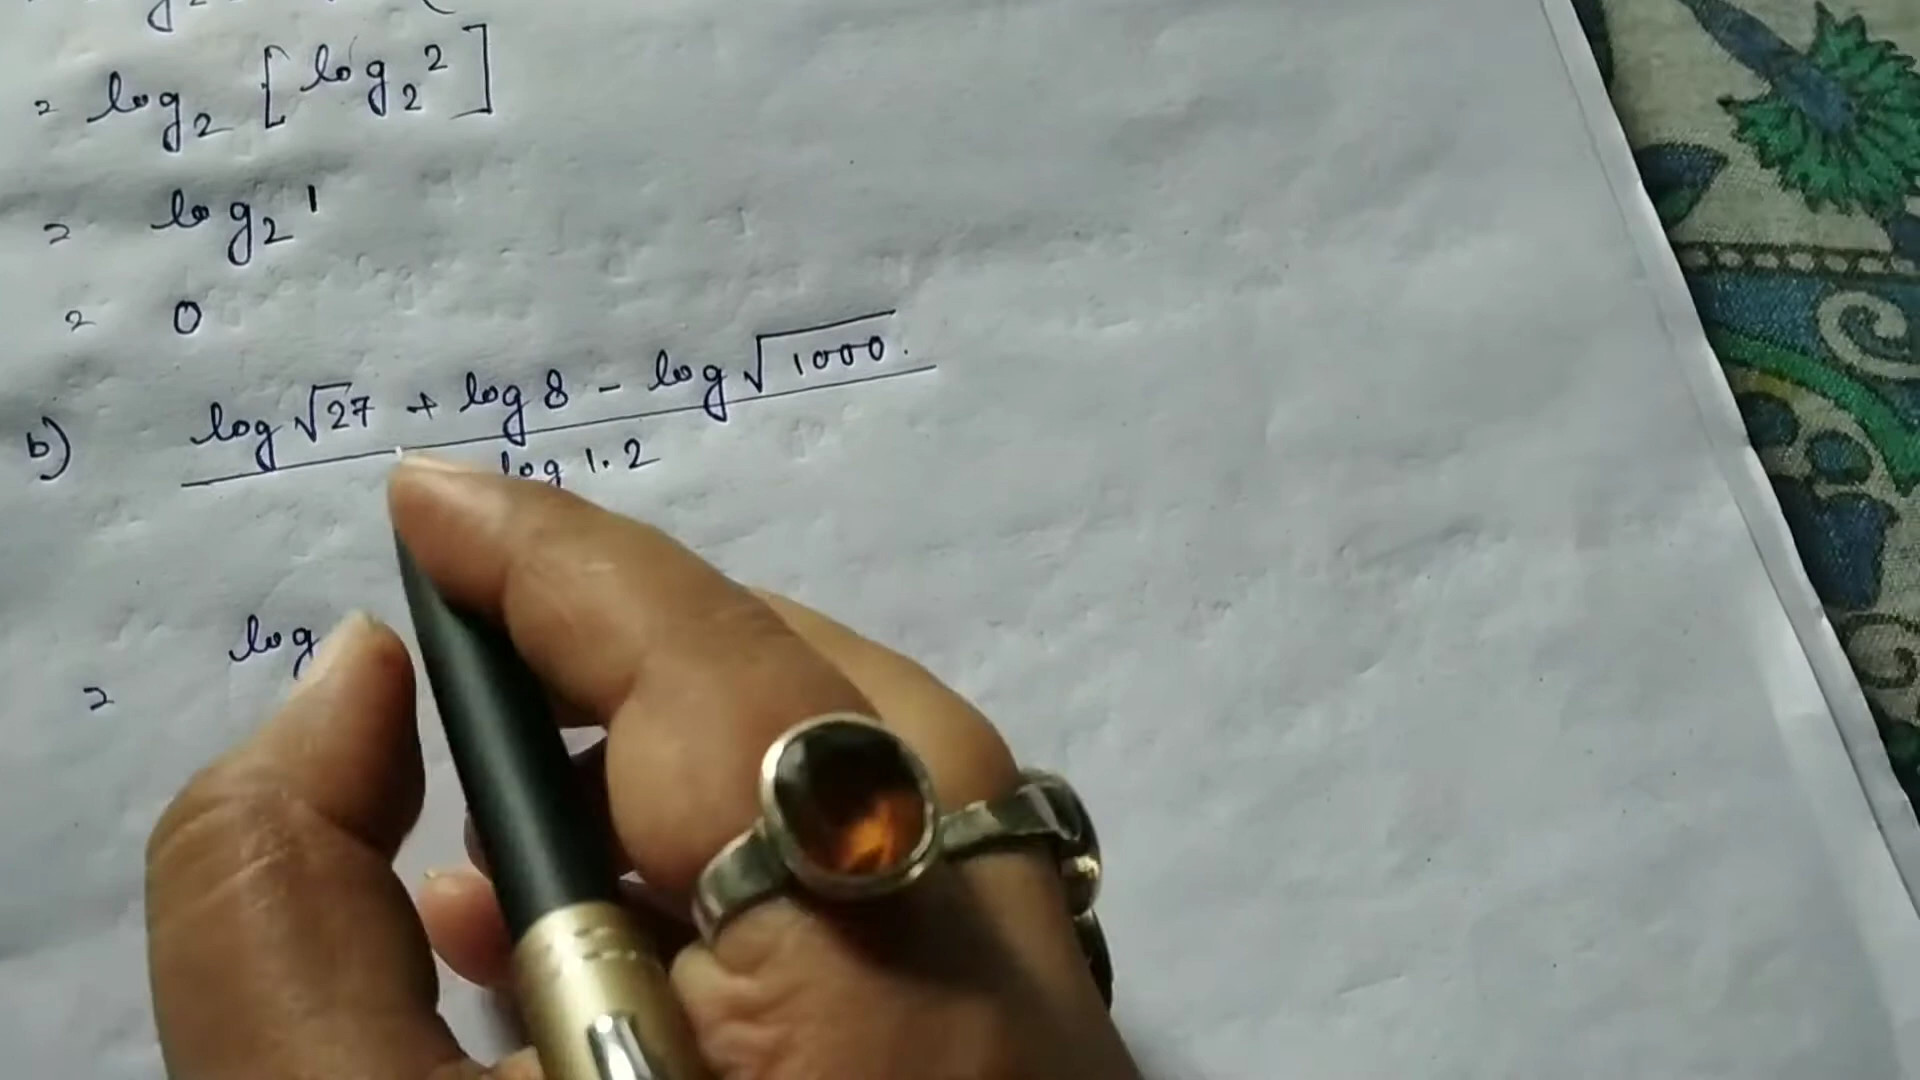 = log₂ [log₂ 2]
= log₂ 1
= 0
b) (log √27 + log 8 - log √1000) / log 1.2
= log